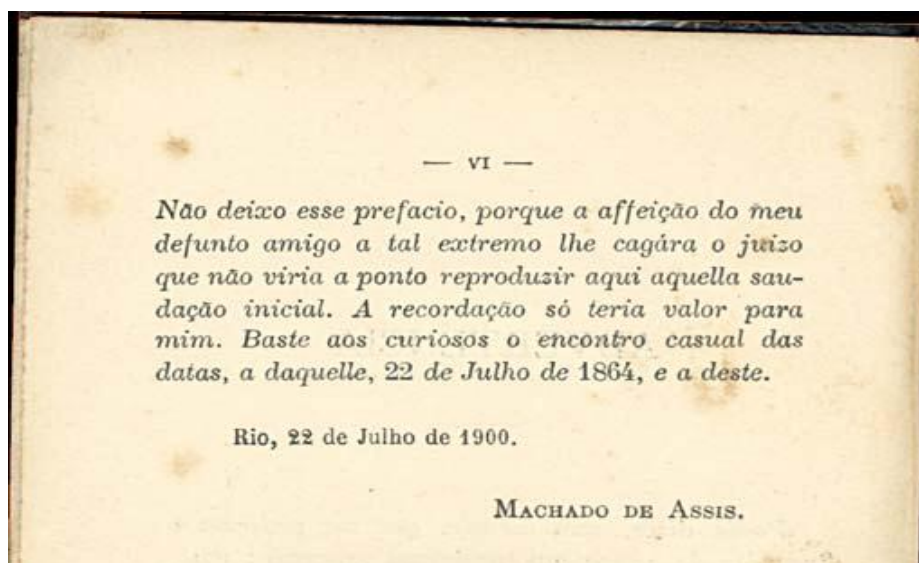 — VI —
Não deixo esse prefacio, porque a affeição do meu
defunto amigo a tal extremo lhe cagára o juizo
que não viria a ponto reproduzir aqui aquella sau-
dação inicial. A recordação só teria valor para
mim. Baste aos curiosos o encontro casual das
datas, a daquelle, 22 de Julho de 1864, e a deste.
Rio, 22 de Julho de 1900.
MACHADO DE ASSIS.